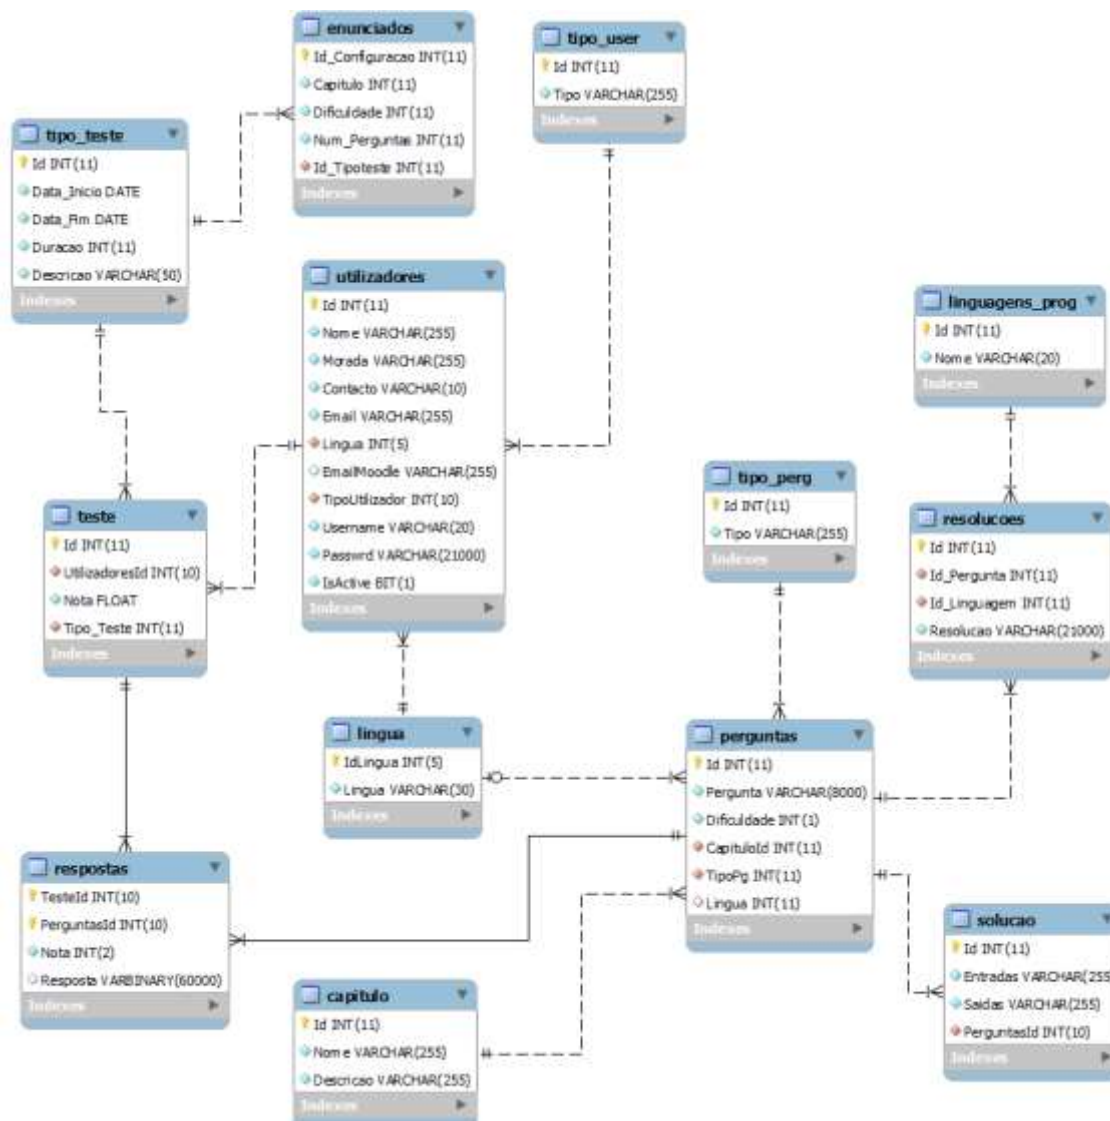 enunciados
Id_Configuracao INT(11)
Capitulo INT(11)
Dificuldade INT(11)
Num_Perguntas INT(11)
Id_Tipoteste INT(11)
Indexes
tipo_user
Id INT(11)
Tipo VARCHAR(255)
Indexes
tipo_teste
Id INT(11)
Data_Inicio DATE
Data_Fim DATE
Duracao INT(11)
Descricao VARCHAR(50)
Indexes
utilizadores
Id INT(11)
Nome VARCHAR(255)
Morada VARCHAR(255)
Contacto VARCHAR(10)
Email VARCHAR(255)
Lingua INT(5)
EmailMoodle VARCHAR(255)
TipoUtilizador INT(10)
Username VARCHAR(20)
Passwrd VARCHAR(21000)
IsActive BIT(1)
Indexes
linguagens_prog
Id INT(11)
Nome VARCHAR(20)
Indexes
tipo_perg
Id INT(11)
Tipo VARCHAR(255)
Indexes
teste
Id INT(11)
UtilizadoresId INT(10)
Nota FLOAT
Tipo_Teste INT(11)
Indexes
resolucoes
Id INT(11)
Id_Pergunta INT(11)
Id_Linguagem INT(11)
Resolucao VARCHAR(21000)
Indexes
lingua
IdLingua INT(5)
Lingua VARCHAR(30)
Indexes
perguntas
Id INT(11)
Pergunta VARCHAR(8000)
Dificuldade INT(1)
CapituloId INT(11)
TipoPg INT(11)
Lingua INT(11)
Indexes
respostas
TesteId INT(10)
PerguntasId INT(10)
Nota INT(2)
Resposta VARBINARY(60000)
Indexes
capitulo
Id INT(11)
Nome VARCHAR(255)
Descricao VARCHAR(255)
Indexes
solucao
Id INT(11)
Entradas VARCHAR(255
Saidas VARCHAR(255)
PerguntasId INT(10)
Indexes